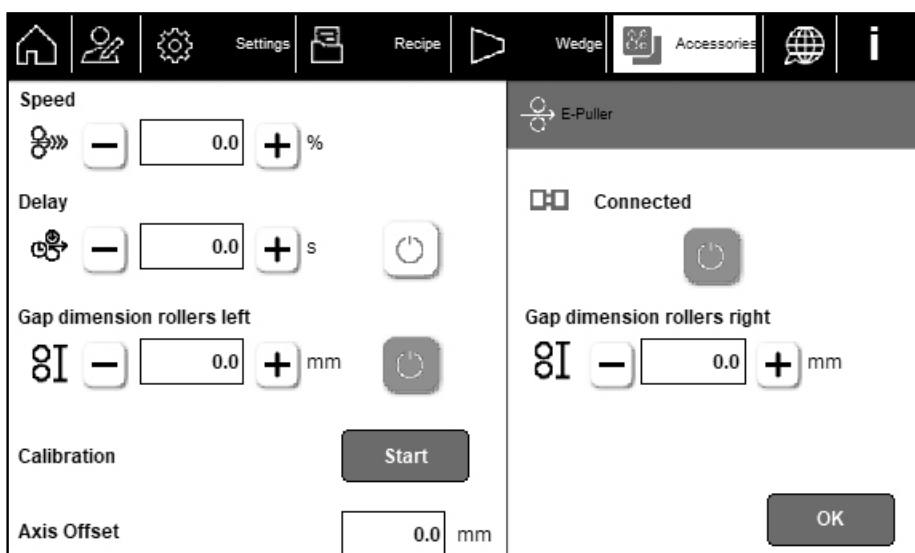 Settings Recipe Wedge Accessories i
Speed
0.0 %
Delay
0.0 s
Gap dimension rollers left
0.0 mm
Calibration Start
Axis Offset 0.0 mm
E-Puller
Connected
Gap dimension rollers right
0.0 mm
OK